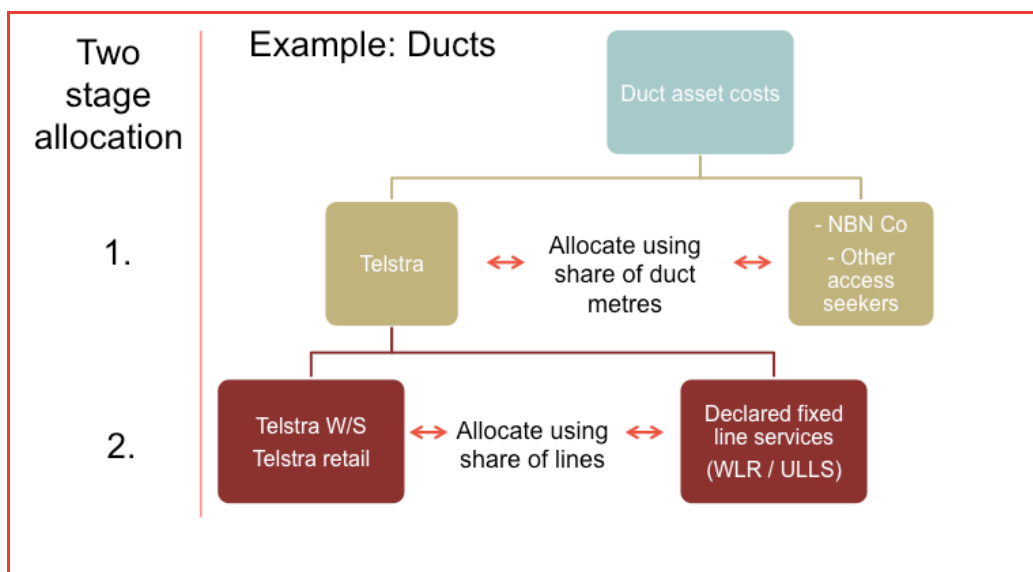 Two
stage
allocation
Example: Ducts
Duct asset costs
1.
Telstra
Allocate using
share of duct
metres
- NBN Co
- Other
access
seekers
2.
Telstra W/S
Telstra retail
Allocate using
share of lines
Declared fixed
line services
(WLR / ULLS)